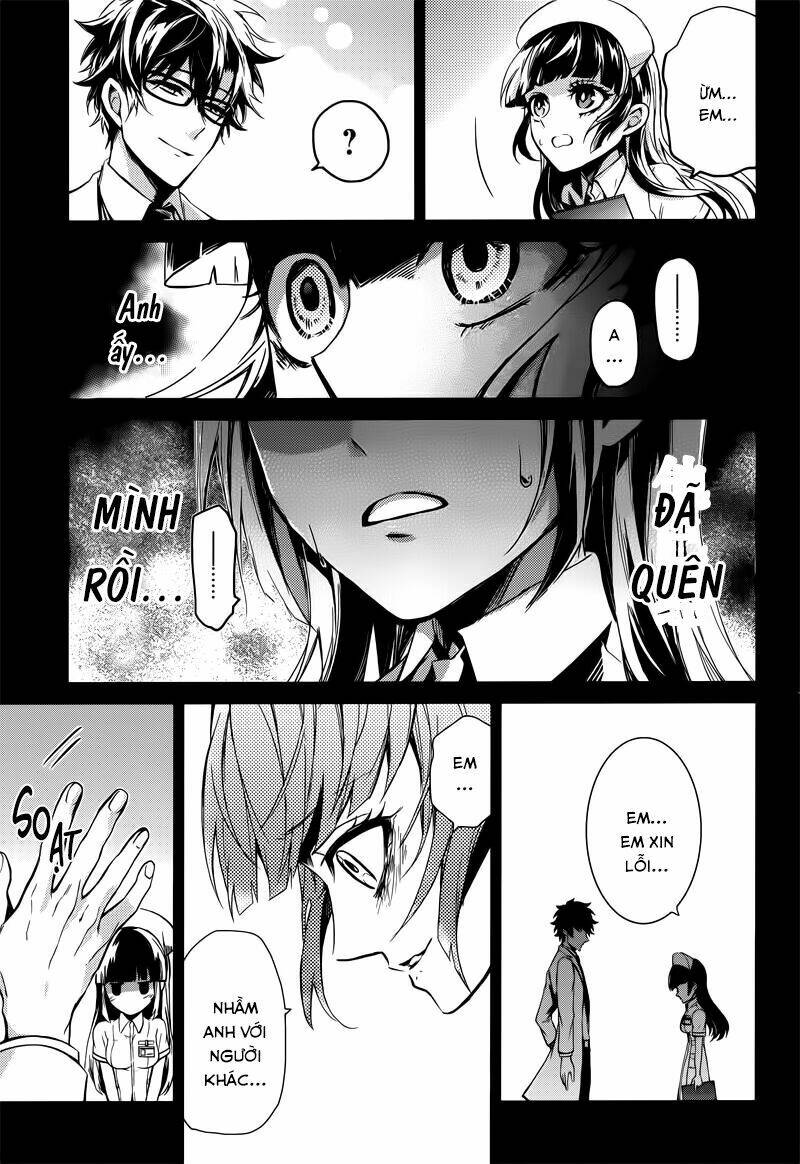 ỪM...
EM...
?
..........
A
...
Anh
ấy...
ĐÃ
QUÊN
..........
MÌNH
RỒI...
EM...
EM XIN
LỖI...
EM
...
NHẦM
ANH VỚI
NGƯỜI
KHÁC...
SOẠT